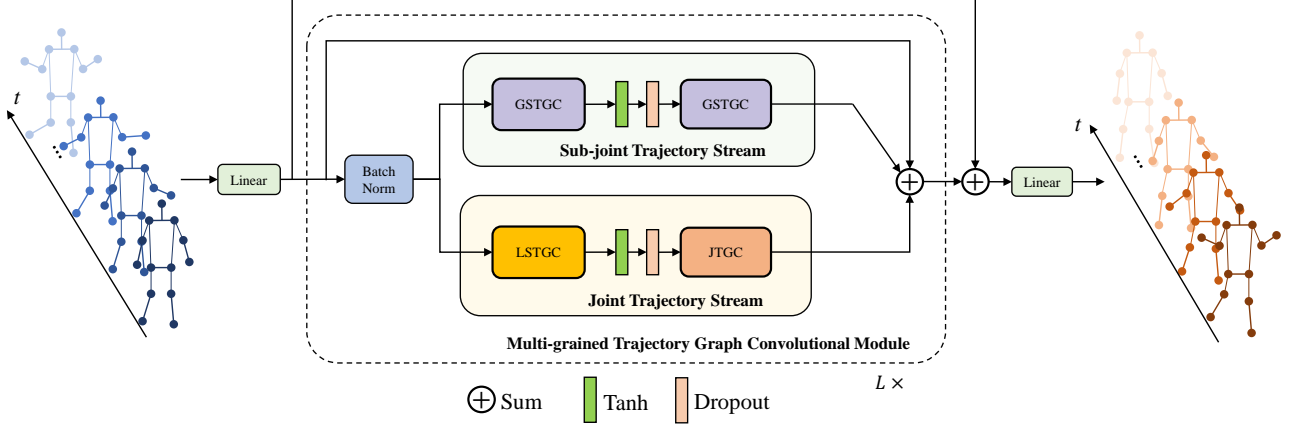 t
Linear
Batch
Norm
GSTGC
GSTGC
Sub-joint Trajectory Stream
LSTGC
JTGC
Joint Trajectory Stream
Multi-grained Trajectory Graph Convolutional Module
L ×
Linear
t
Sum
Tanh
Dropout